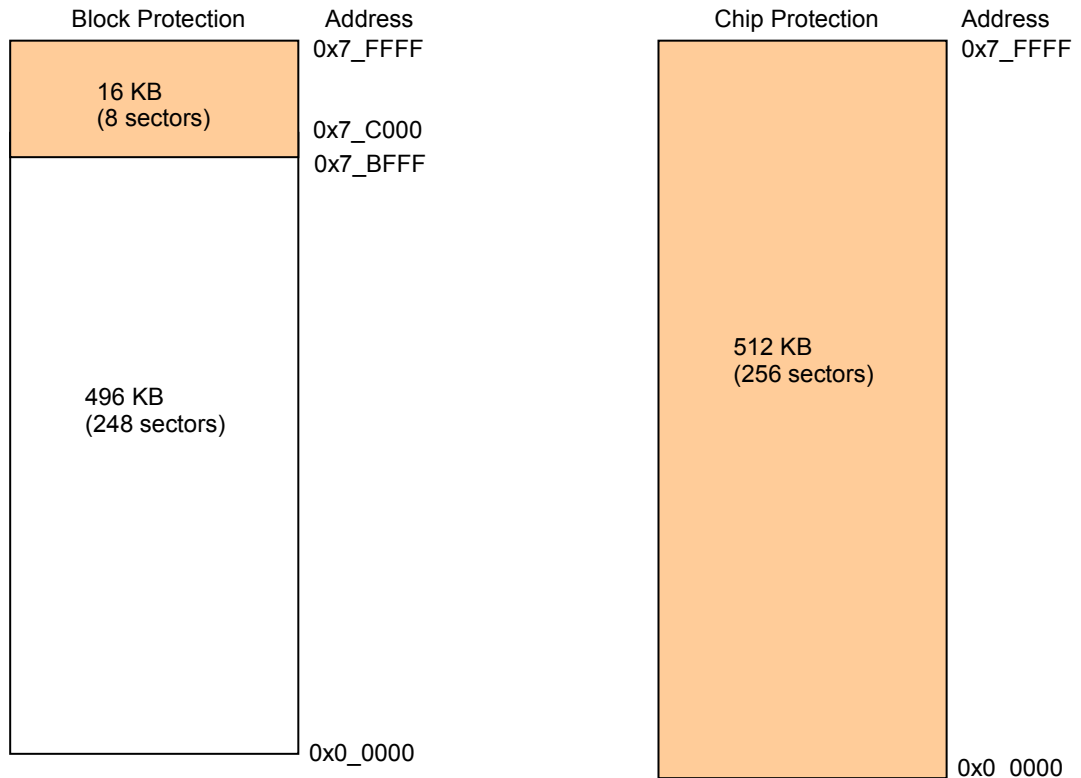 Block Protection
Address
0x7_FFFF
16 KB
(8 sectors)
0x7_C000
0x7_BFFF
496 KB
(248 sectors)
0x0_0000
Chip Protection
Address
0x7_FFFF
512 KB
(256 sectors)
0x0_0000